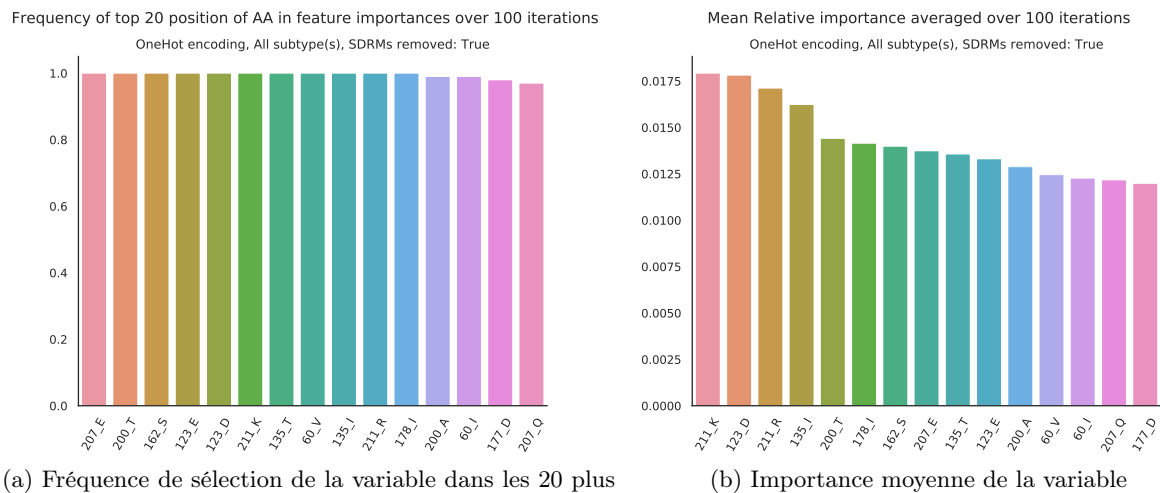 Frequency of top 20 position of AA in feature importances over 100 iterations
OneHot encoding, All subtype(s), SDRMs removed: True
1.0
0.8
0.6
0.4
0.2
0.0
207_E 200_T 162_S 123_E 123_D 211_K 135_T 60_V 135_I 211_R 178_I 200_A 60_I 177_D 207_Q
(a) Fréquence de sélection de la variable dans les 20 plus
Mean Relative importance averaged over 100 iterations
OneHot encoding, All subtype(s), SDRMs removed: True
0.0175
0.0150
0.0125
0.0100
0.0075
0.0050
0.0025
0.0000
211_K 123_D 211_R 135_I 200_T 178_I 162_S 207_E 135_T 123_E 200_A 60_V 60_I 207_Q 177_D
(b) Importance moyenne de la variable